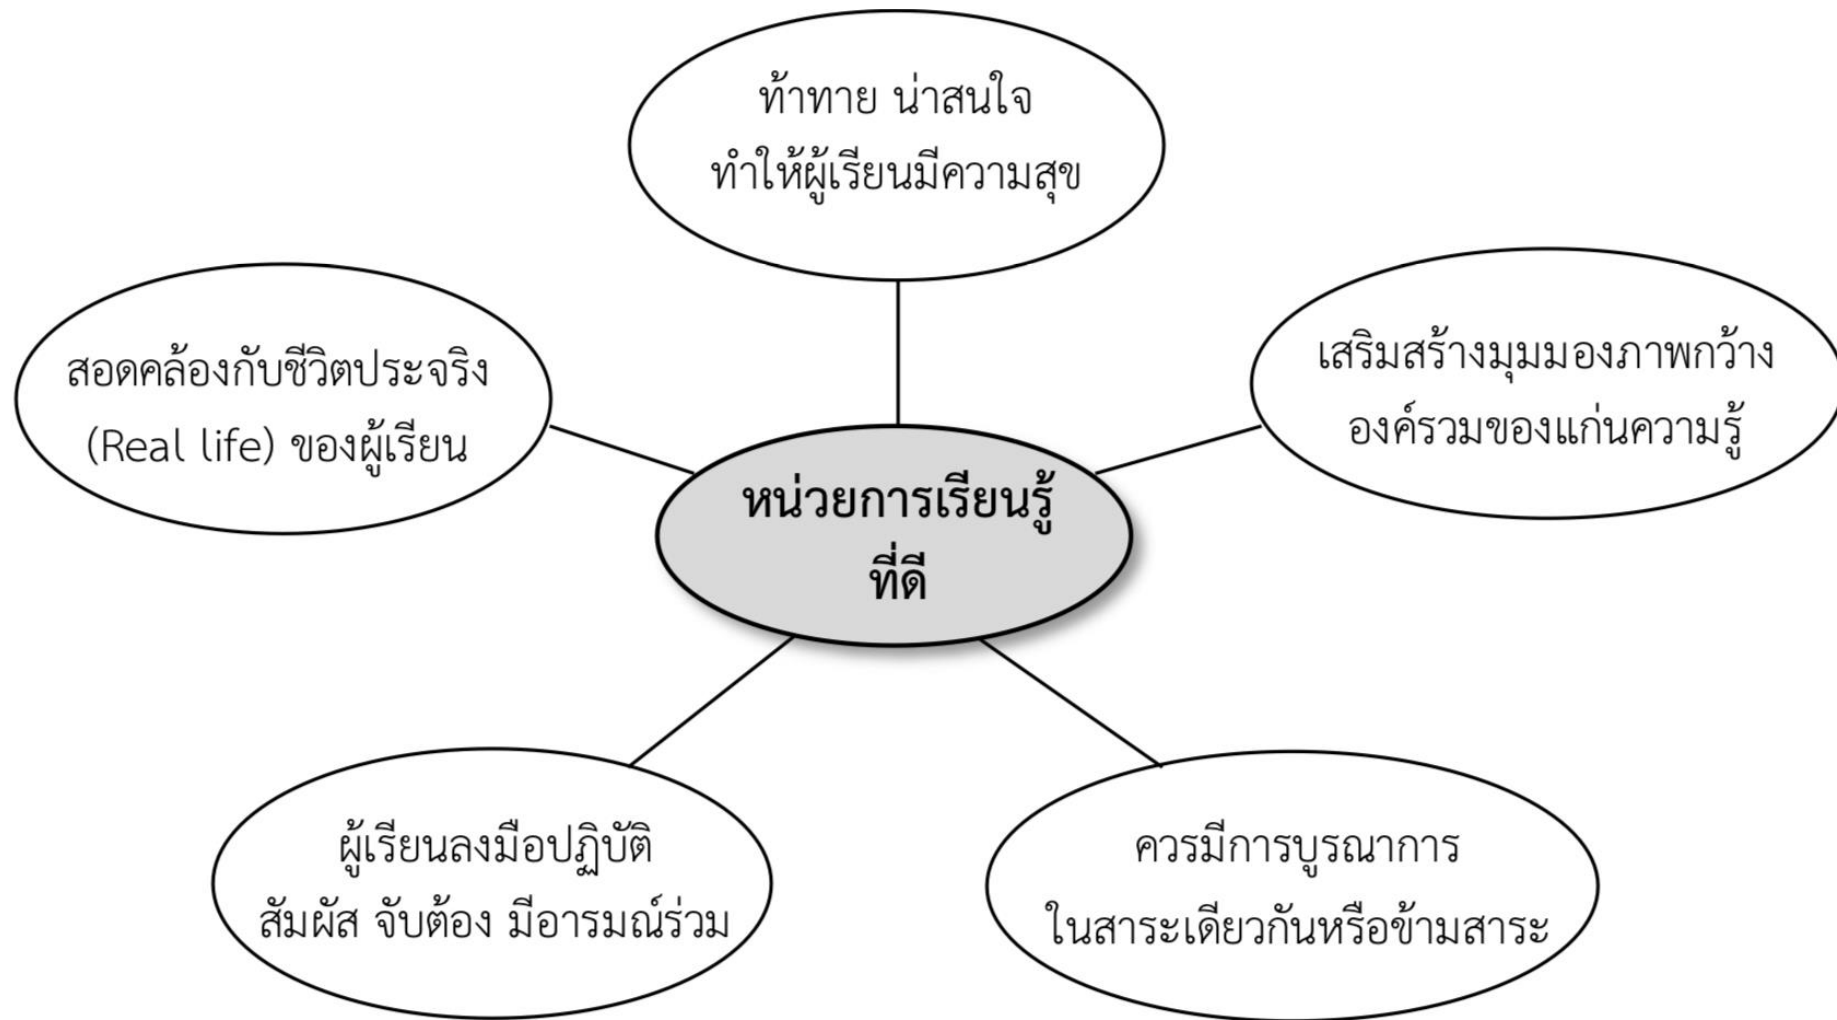 ท้าทาย น่าสนใจ
ทำให้ผู้เรียนมีความสุข
สอดคล้องกับชีวิตประจริง
(Real life) ของผู้เรียน
เสริมสร้างมุมมองภาพกว้าง
องค์รวมของแก่นความรู้
หน่วยการเรียนรู้
ที่ดี
ผู้เรียนลงมือปฏิบัติ
สัมผัส จับต้อง มีอารมณ์ร่วม
ควรมีการบูรณาการ
ในสาระเดียวกันหรือข้ามสาระ